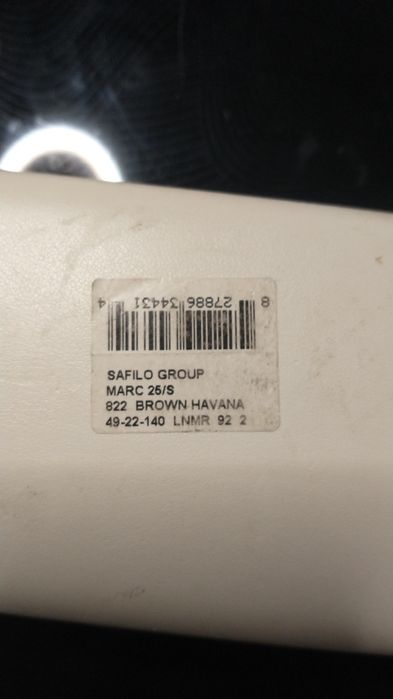 8 27886 34431 4
SAFILO GROUP
MARC 25/S
822 BROWN HAVANA
49-22-140 LNMR 92 2